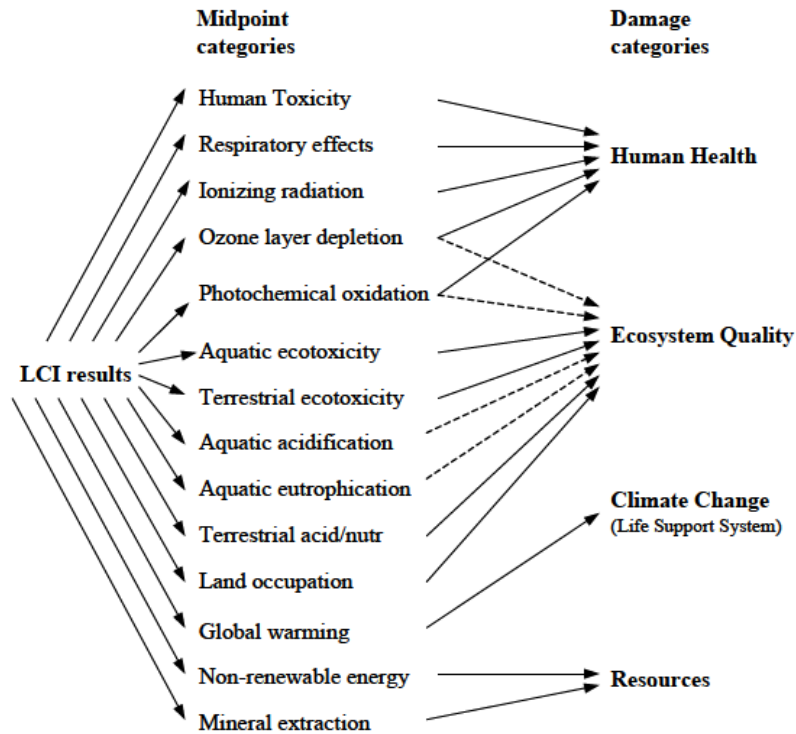 Midpoint
categories
Damage
categories
Human Toxicity
Respiratory effects
Human Health
Ionizing radiation
Ozone layer depletion
Photochemical oxidation
Ecosystem Quality
Aquatic ecotoxicity
LCI results
Terrestrial ecotoxicity
Aquatic acidification
Aquatic eutrophication
Climate Change
(Life Support System)
Terrestrial acid/nutr
Land occupation
Global warming
Non-renewable energy
Resources
Mineral extraction